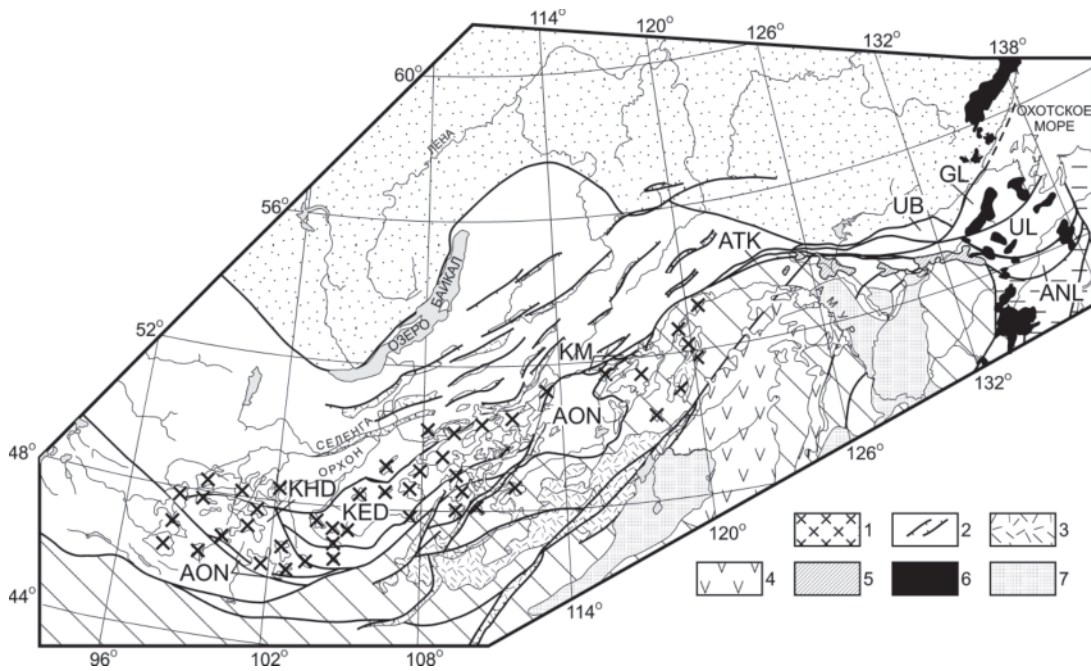 114°
120°
126°
132°
138°
60°
ОХОТСКОЕ
МОРЕ
ЛЕНА
GL
56°
UB
UL
ATK
ОЗЕРО БАЙКАЛ
ANL
АМУР
52°
KM
132°
AON
СЕЛЕНГА
126°
48°
ОРХОН
KHD
KED
120°
1
2
3
AON
4
5
6
7
44°
114°
96°
102°
108°